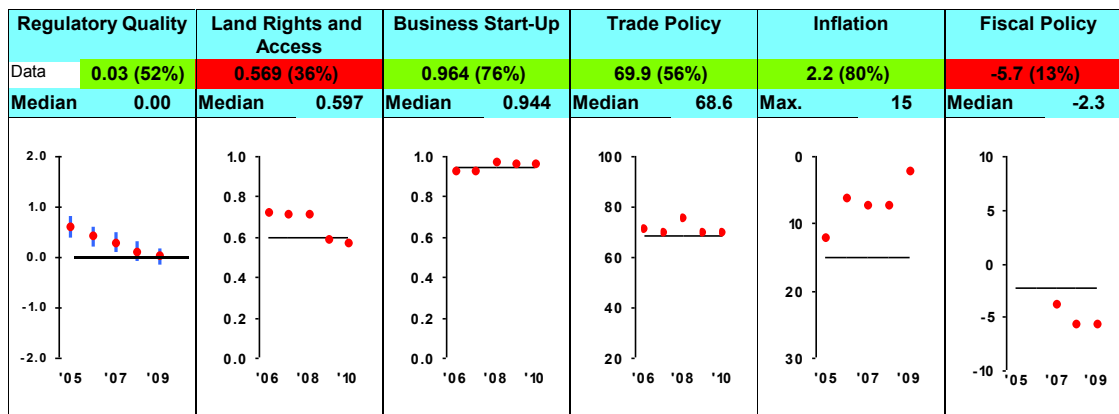 Regulatory Quality
Land Rights and
Access
Business Start-Up
Trade Policy
Inflation
Fiscal Policy
Data 0.03 (52%)
0.569 (36%)
0.964 (76%)
69.9 (56%)
2.2 (80%)
-5.7 (13%)
Median 0.00
Median 0.597
Median 0.944
Median 68.6
Max. 15
Median -2.3
2.0
1.0
0.0
-1.0
-2.0
'05 '07 '09
1.0
0.8
0.6
0.4
0.2
0.0
'06 '08 '10
1.0
0.8
0.6
0.4
0.2
0.0
'06 '08 '10
100
80
60
40
20
'06 '08 '10
0
10
20
30
'05 '07 '09
10
5
0
-5
-10
'05 '07 '09